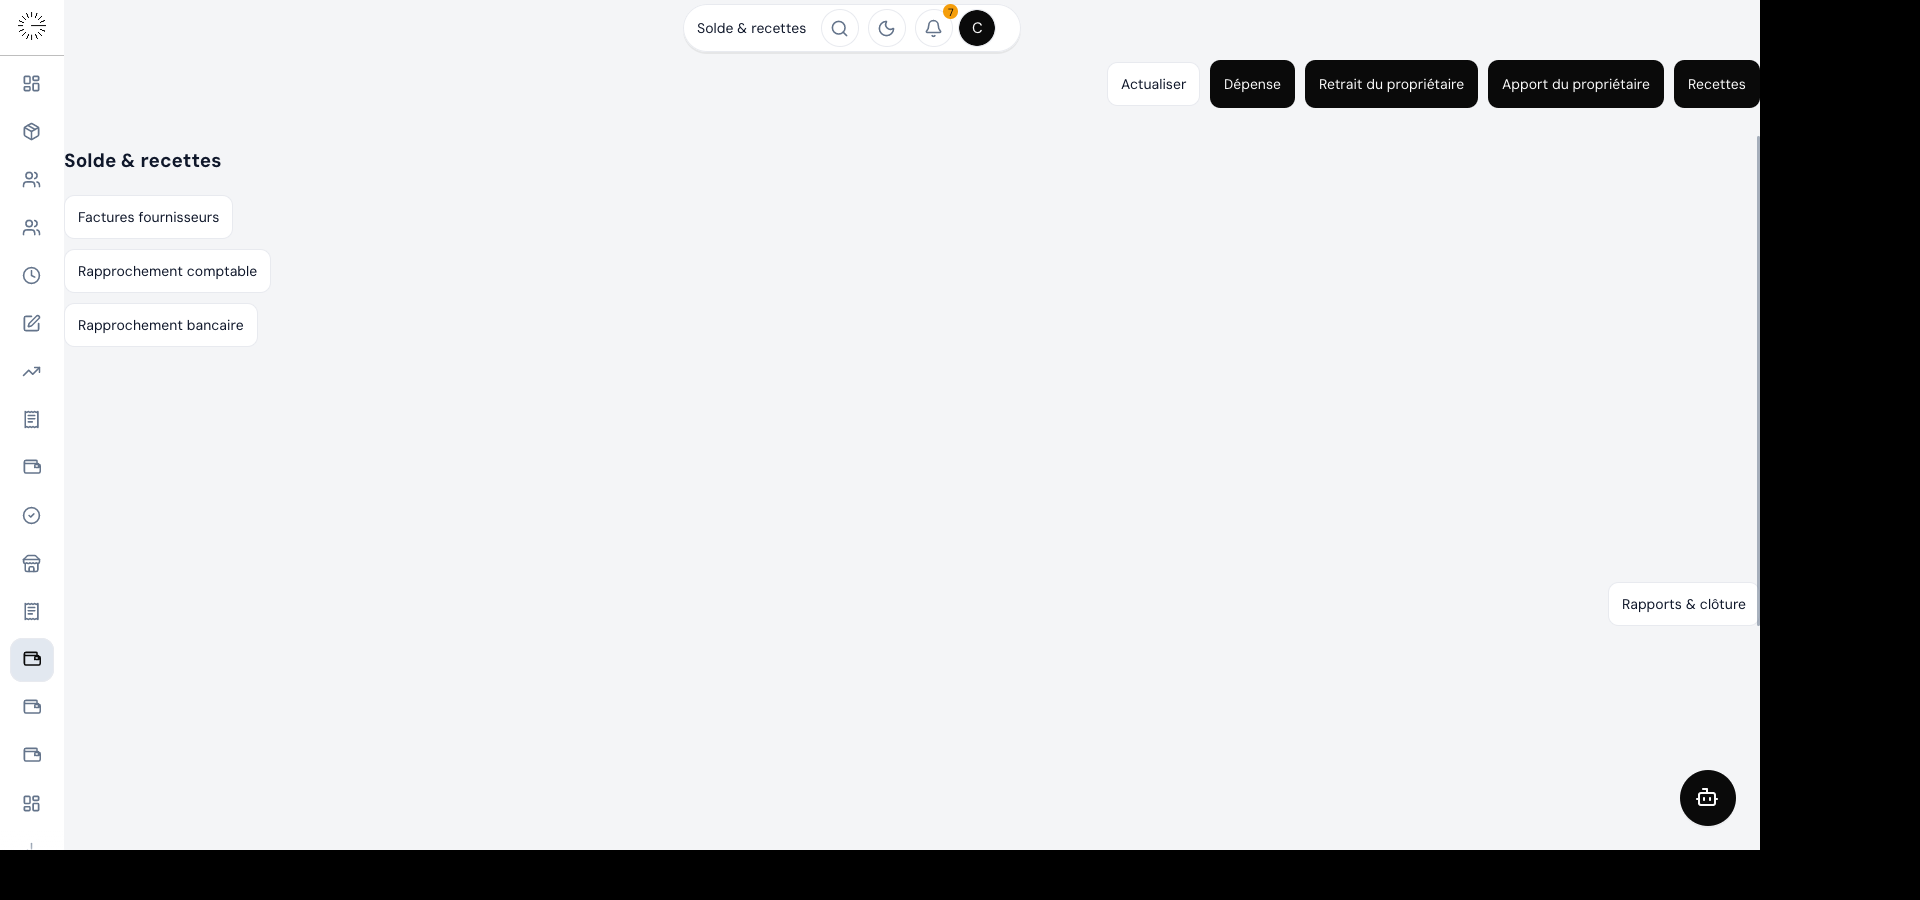 Solde & recettes
7
C
Actualiser
Dépense
Retrait du propriétaire
Apport du propriétaire
Recettes
Solde & recettes
Factures fournisseurs
Rapprochement comptable
Rapprochement bancaire
Rapports & clôture